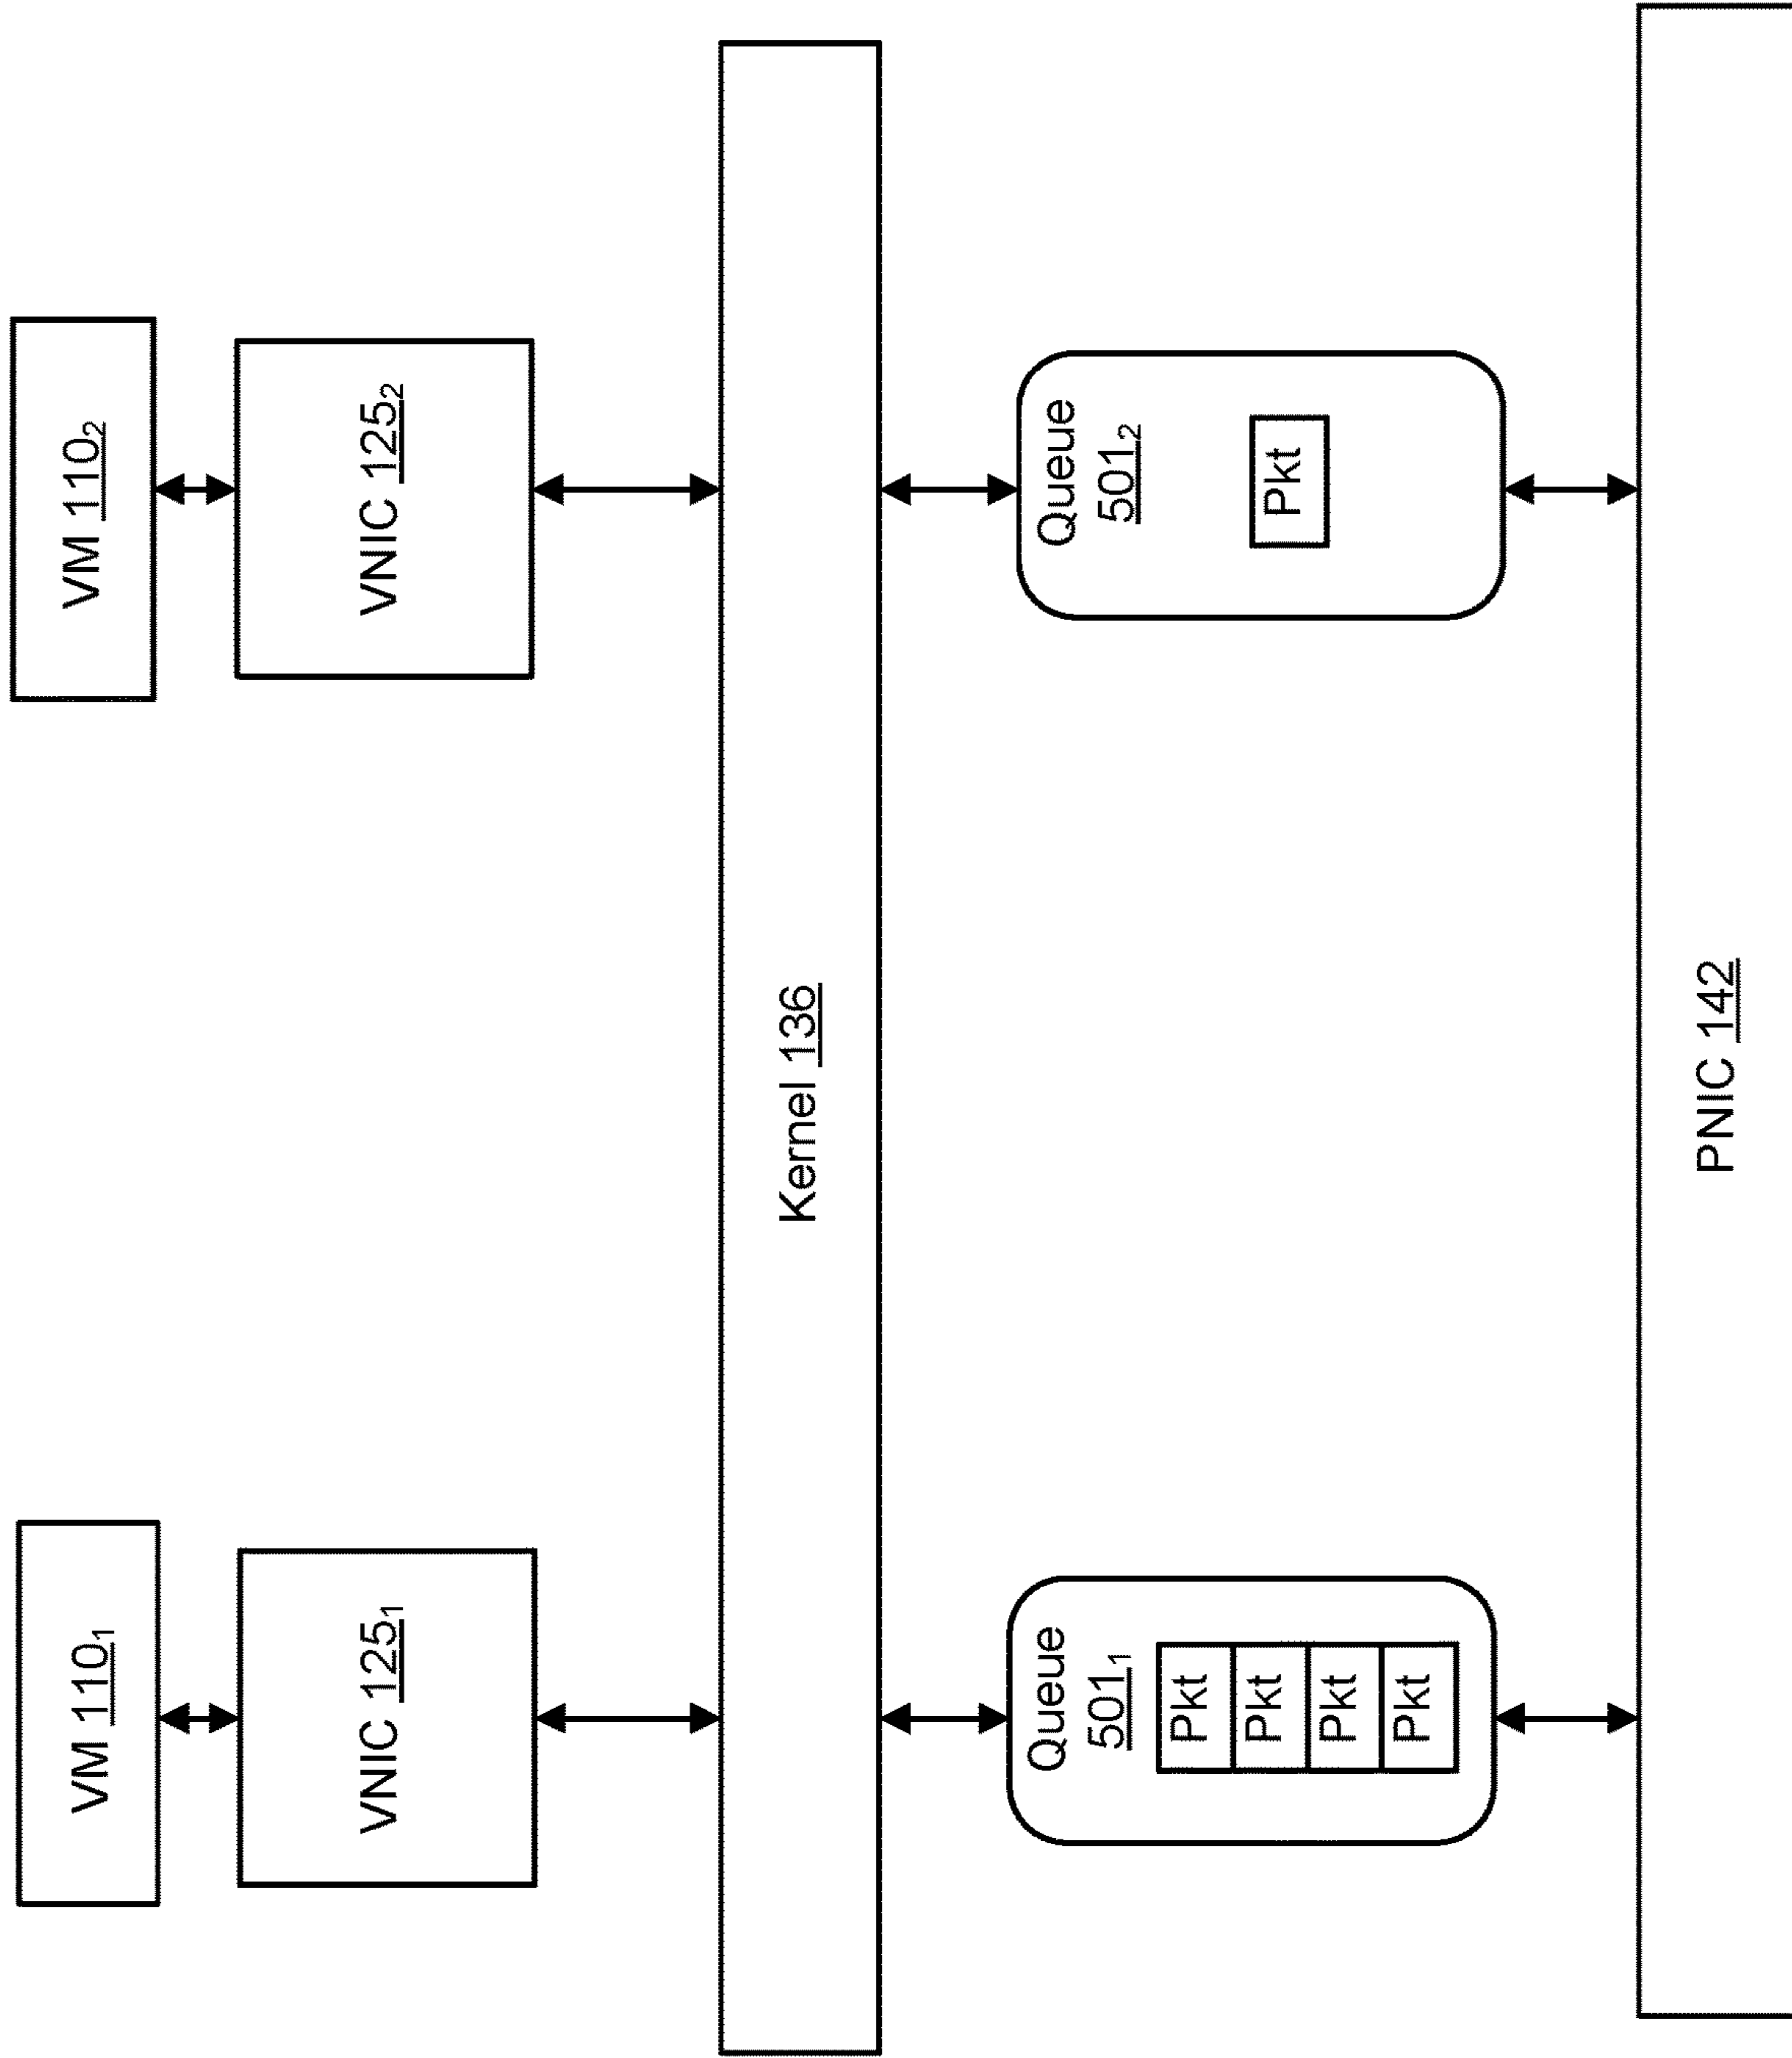 VM 110₁
VM 110₂
VNIC 125₁
VNIC 125₂
Kernel 136
Queue
501₁
Pkt
Pkt
Pkt
Pkt
Queue
501₂
Pkt
PNIC 142